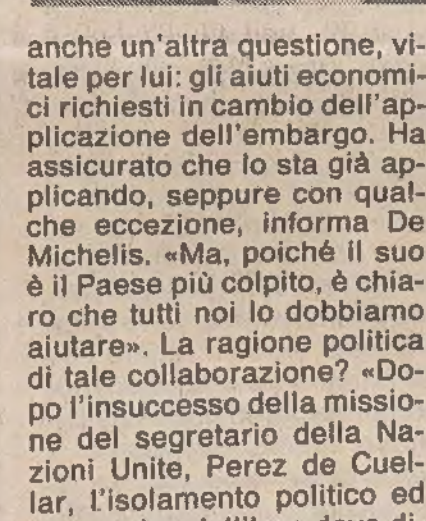 anche un'altra questione, vi-
tale per lui: gli aiuti economi-
ci richiesti in cambio dell'ap-
plicazione dell'embargo. Ha
assicurato che lo sta già ap-
plicando, seppure con qual-
che eccezione, informa De
Michelis. «Ma, poiché il suo
è il Paese più colpito, è chia-
ro che tutti noi lo dobbiamo
aiutare». La ragione politica
di tale collaborazione? «Do-
po l'insuccesso della missio-
ne del segretario della Na-
zioni Unite, Perez de Cuel-
lar, l'isolamento politico ed